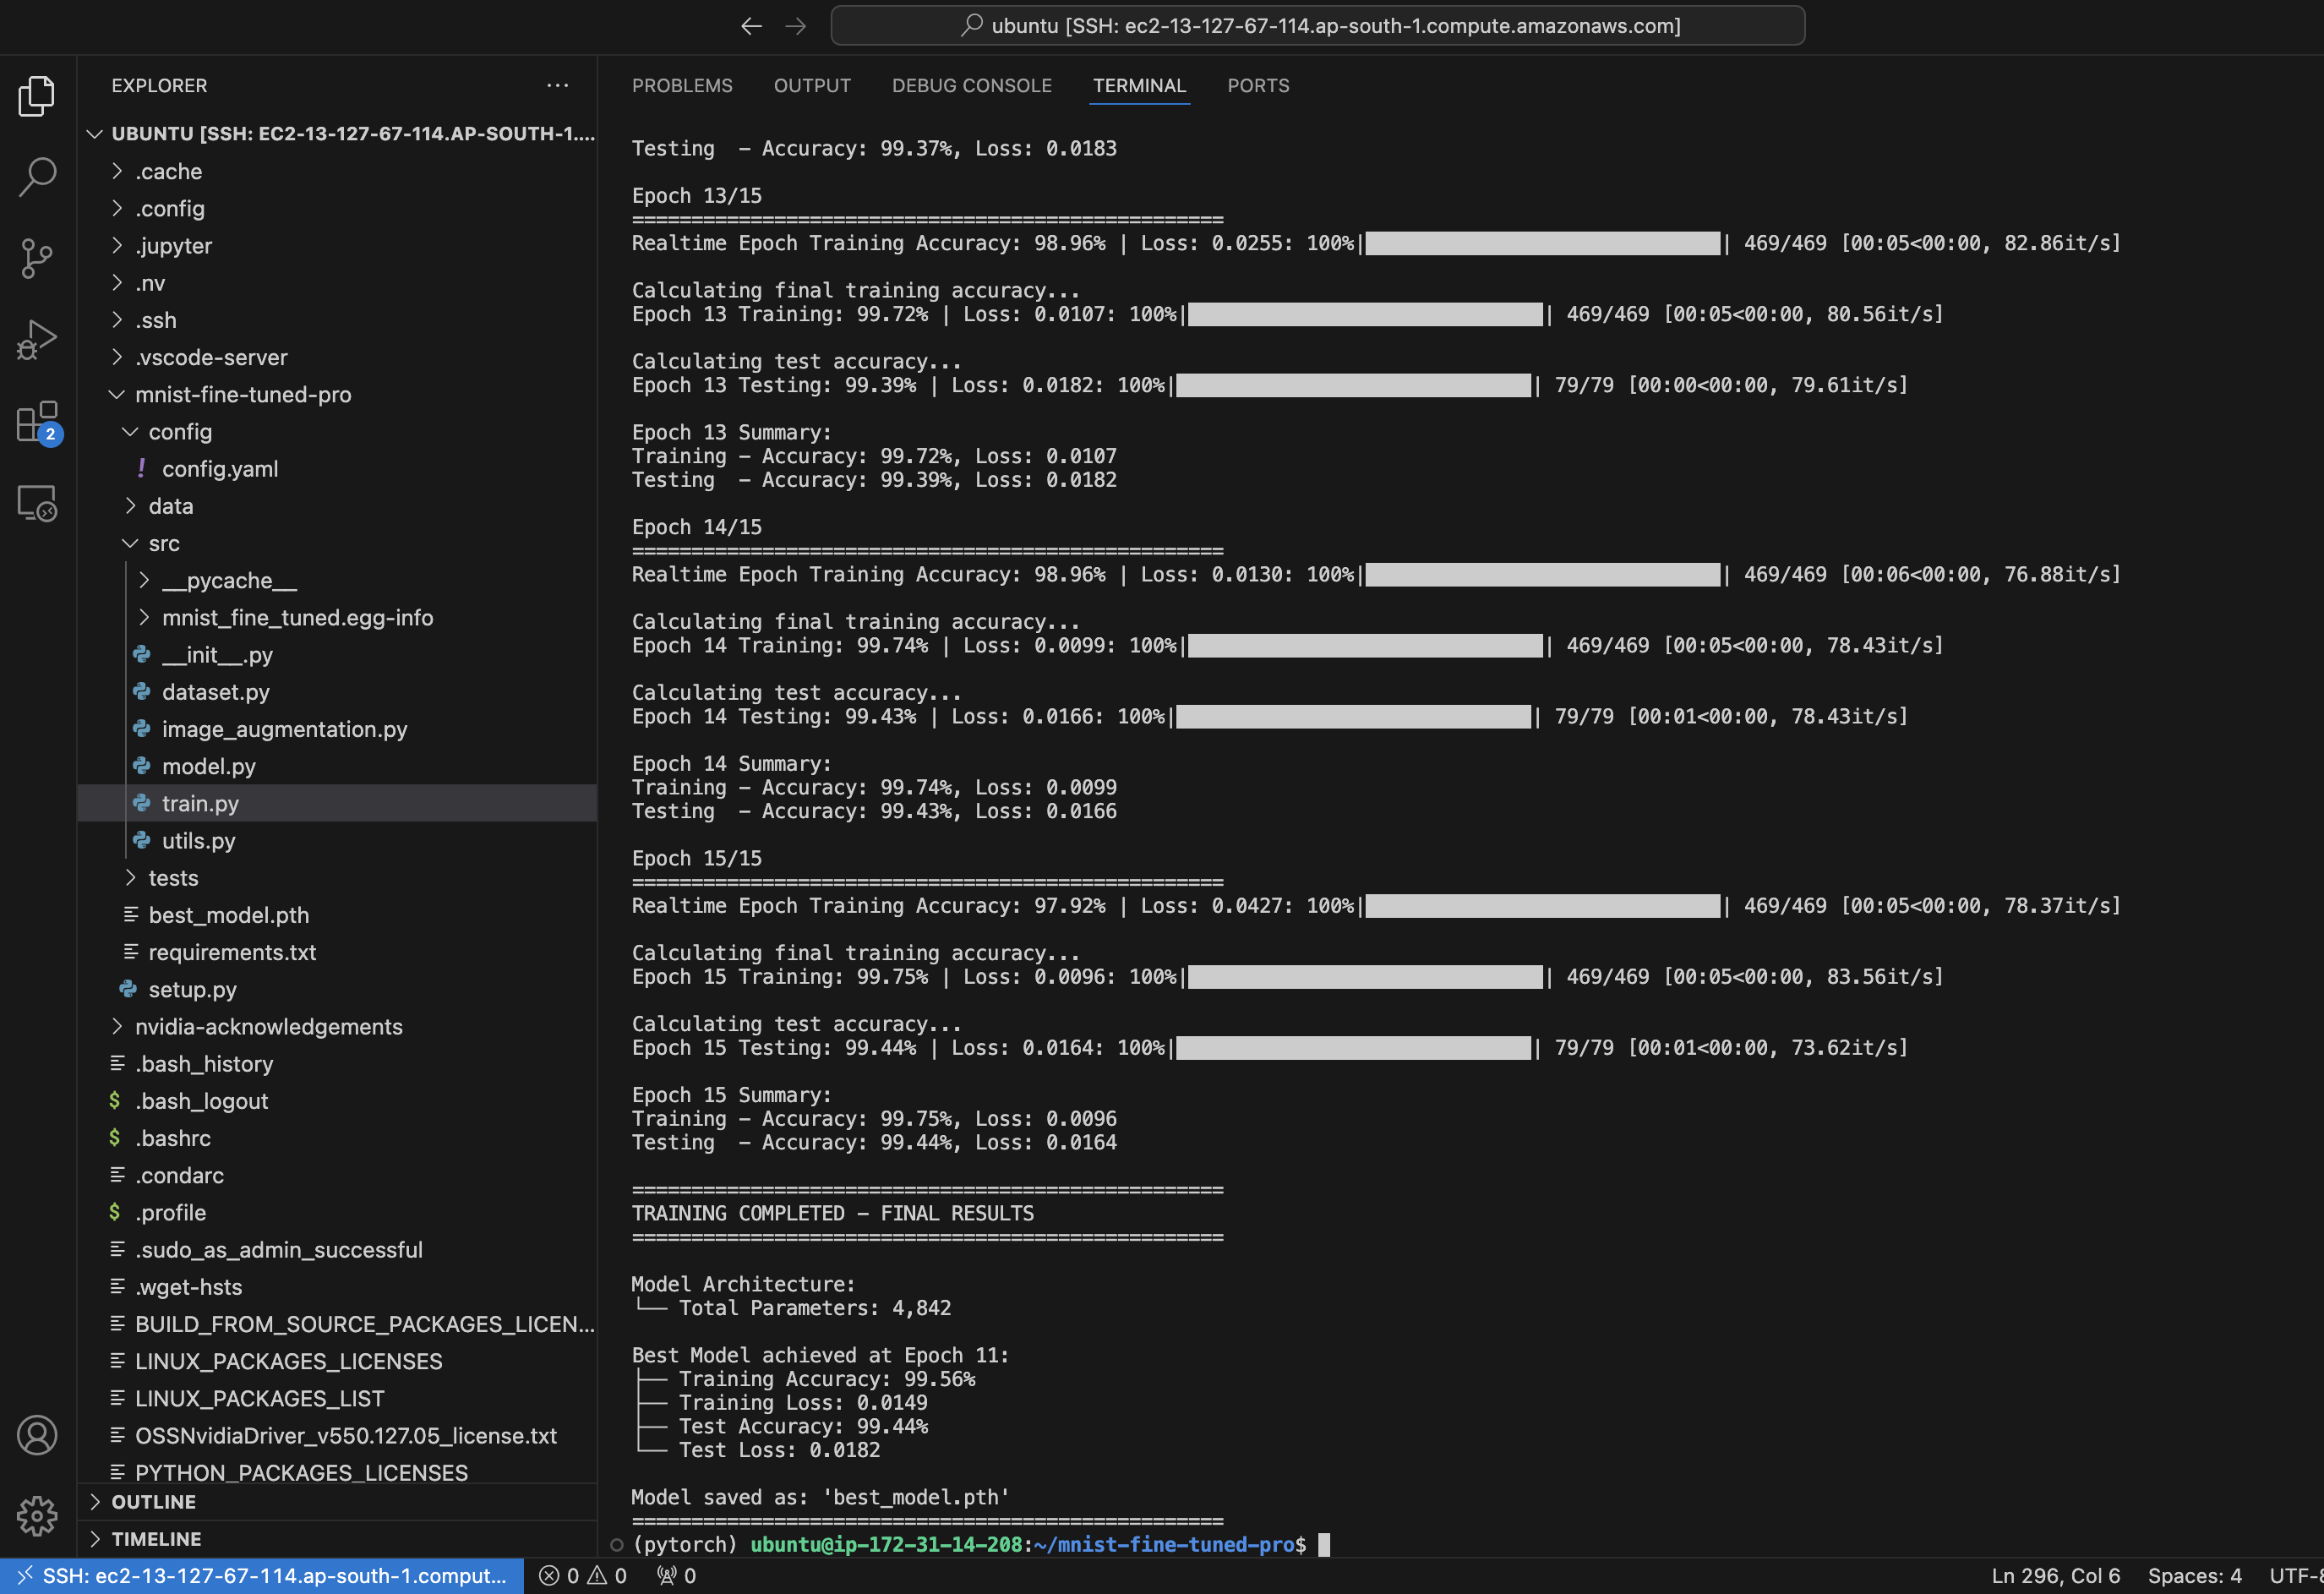 ubuntu [SSH: ec2-13-127-67-114.ap-south-1.compute.amazonaws.com]
EXPLORER
UBUNTU [SSH: EC2-13-127-67-114.AP-SOUTH-1....
.cache
.config
.jupyter
.nv
.ssh
.vscode-server
mnist-fine-tuned-pro
config
! config.yaml
data
src
__pycache__
mnist_fine_tuned.egg-info
__init__.py
dataset.py
image_augmentation.py
model.py
train.py
utils.py
tests
best_model.pth
requirements.txt
setup.py
nvidia-acknowledgements
.bash_history
$ .bash_logout
$ .bashrc
.condarc
$ .profile
.sudo_as_admin_successful
.wget-hsts
BUILD_FROM_SOURCE_PACKAGES_LICEN...
LINUX_PACKAGES_LICENSES
LINUX_PACKAGES_LIST
OSSNvidiaDriver_v550.127.05_license.txt
PYTHON_PACKAGES_LICENSES
OUTLINE
TIMELINE
2
PROBLEMS OUTPUT DEBUG CONSOLE TERMINAL PORTS
Testing  – Accuracy: 99.37%, Loss: 0.0183
Epoch 13/15
==================================================
Realtime Epoch Training Accuracy: 98.96% | Loss: 0.0255: 100%| | 469/469 [00:05<00:00, 82.86it/s]
Calculating final training accuracy...
Epoch 13 Training: 99.72% | Loss: 0.0107: 100%| | 469/469 [00:05<00:00, 80.56it/s]
Calculating test accuracy...
Epoch 13 Testing: 99.39% | Loss: 0.0182: 100%| | 79/79 [00:00<00:00, 79.61it/s]
Epoch 13 Summary:
Training – Accuracy: 99.72%, Loss: 0.0107
Testing  – Accuracy: 99.39%, Loss: 0.0182
Epoch 14/15
==================================================
Realtime Epoch Training Accuracy: 98.96% | Loss: 0.0130: 100%| | 469/469 [00:06<00:00, 76.88it/s]
Calculating final training accuracy...
Epoch 14 Training: 99.74% | Loss: 0.0099: 100%| | 469/469 [00:05<00:00, 78.43it/s]
Calculating test accuracy...
Epoch 14 Testing: 99.43% | Loss: 0.0166: 100%| | 79/79 [00:01<00:00, 78.43it/s]
Epoch 14 Summary:
Training – Accuracy: 99.74%, Loss: 0.0099
Testing  – Accuracy: 99.43%, Loss: 0.0166
Epoch 15/15
==================================================
Realtime Epoch Training Accuracy: 97.92% | Loss: 0.0427: 100%| | 469/469 [00:05<00:00, 78.37it/s]
Calculating final training accuracy...
Epoch 15 Training: 99.75% | Loss: 0.0096: 100%| | 469/469 [00:05<00:00, 83.56it/s]
Calculating test accuracy...
Epoch 15 Testing: 99.44% | Loss: 0.0164: 100%| | 79/79 [00:01<00:00, 73.62it/s]
Epoch 15 Summary:
Training – Accuracy: 99.75%, Loss: 0.0096
Testing  – Accuracy: 99.44%, Loss: 0.0164
==================================================
TRAINING COMPLETED – FINAL RESULTS
==================================================
Model Architecture:
└── Total Parameters: 4,842
Best Model achieved at Epoch 11:
├── Training Accuracy: 99.56%
├── Training Loss: 0.0149
├── Test Accuracy: 99.44%
└── Test Loss: 0.0182
Model saved as: 'best_model.pth'
==================================================
(pytorch) ubuntu@ip-172-31-14-208:~/mnist-fine-tuned-pro$
SSH: ec2-13-127-67-114.ap-south-1.comput... 0 0 0 Ln 296, Col 6 Spaces: 4 UTF-8